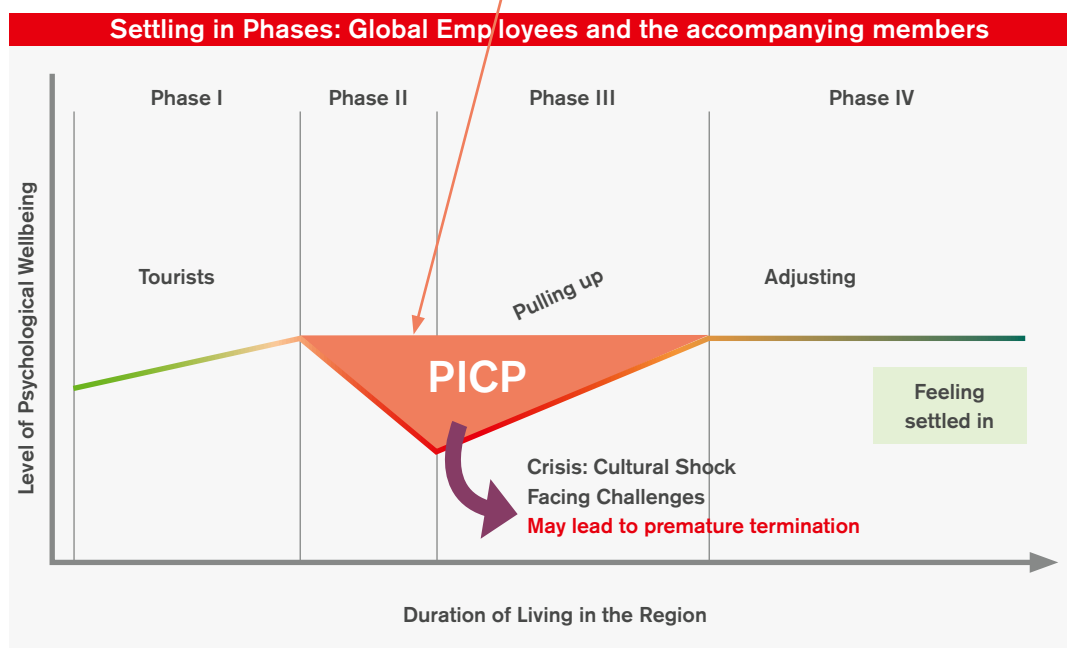 Settling in Phases: Global Employees and the accompanying members
Phase I
Phase II
Phase III
Phase IV
Level of Psychological Wellbeing
Tourists
Pulling up
Adjusting
PICP
Feeling
settled in
Crisis: Cultural Shock
Facing Challenges
May lead to premature termination
Duration of Living in the Region